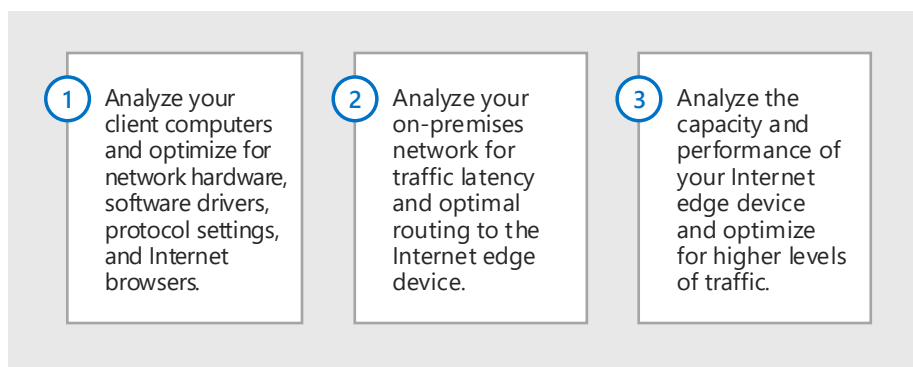 1
Analyze your
client computers
and optimize for
network hardware,
software drivers,
protocol settings,
and Internet
browsers.
2
Analyze your
on-premises
network for
traffic latency
and optimal
routing to the
Internet edge
device.
3
Analyze the
capacity and
performance of
your Internet
edge device
and optimize
for higher levels
of traffic.